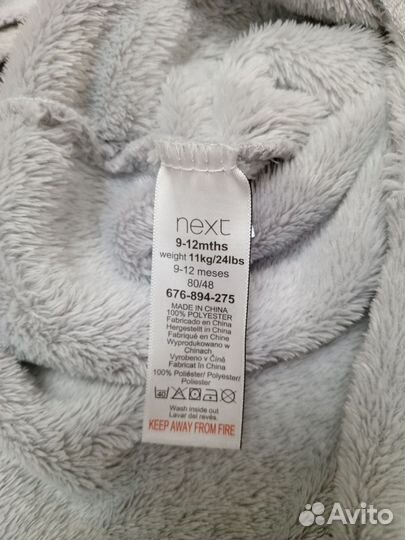 next
9-12mths
weight 11kg/24lbs
9-12 meses
80/48
676-894-275
MADE IN CHINA
100% POLYESTER
Fabricado en China
Hergestellt in China
Fabriqué en Chine
Wyprodukowano w
Chinach
Vyrobeno v Číně
Fabricat în China
100% Poliéster/ Polyester/
Poliester
40
Wash inside out
Lavar del revés.
KEEP AWAY FROM FIRE
Avito